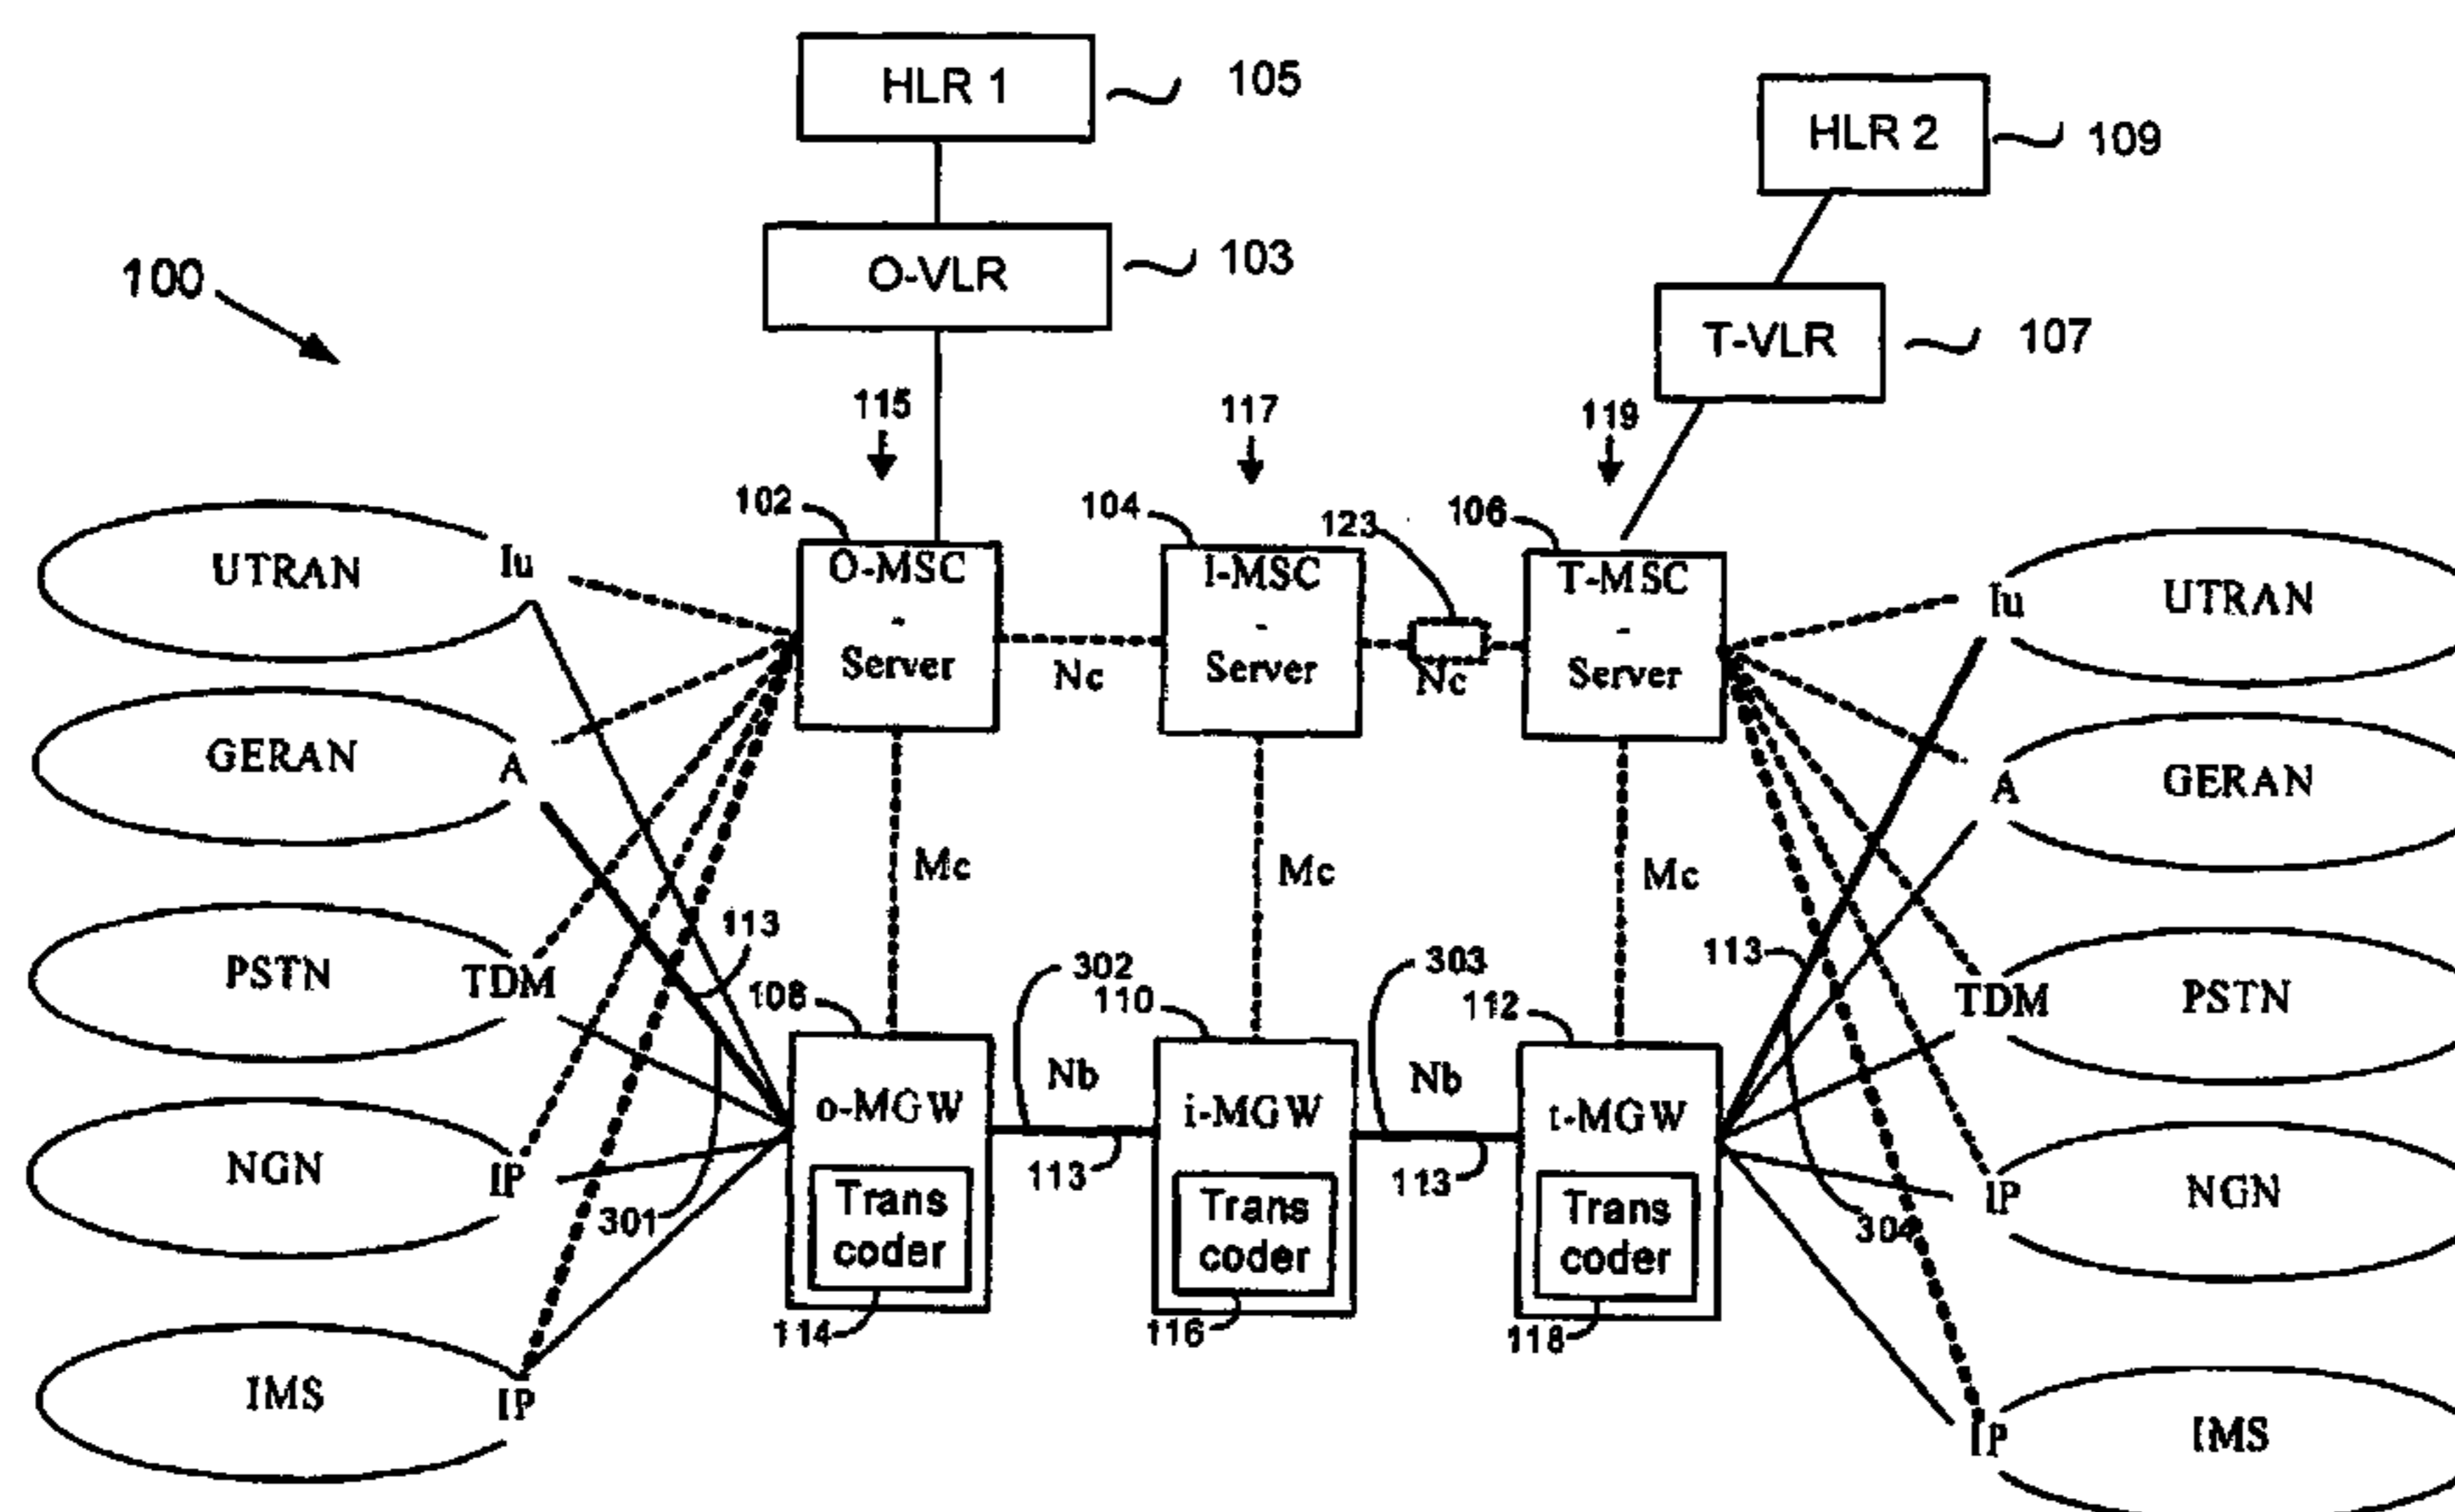 HLR 1
105
HLR 2
109
O-VLR
103
100
T-VLR
107
115
117
119
102
104
123
106
UTRAN
Iu
O-MSC
-
Server
I-MSC
-
Server
T-MSC
-
Server
Iu
UTRAN
Nc
Nc
GERAN
A
A
GERAN
Mc
Mc
Mc
113
113
302
303
PSTN
TDM
108
110
112
TDM
PSTN
Nb
Nb
o-MGW
i-MGW
t-MGW
NGN
IP
113
113
IP
NGN
301
304
Trans
coder
Trans
coder
Trans
coder
114
116
118
IMS
IP
IP
IMS